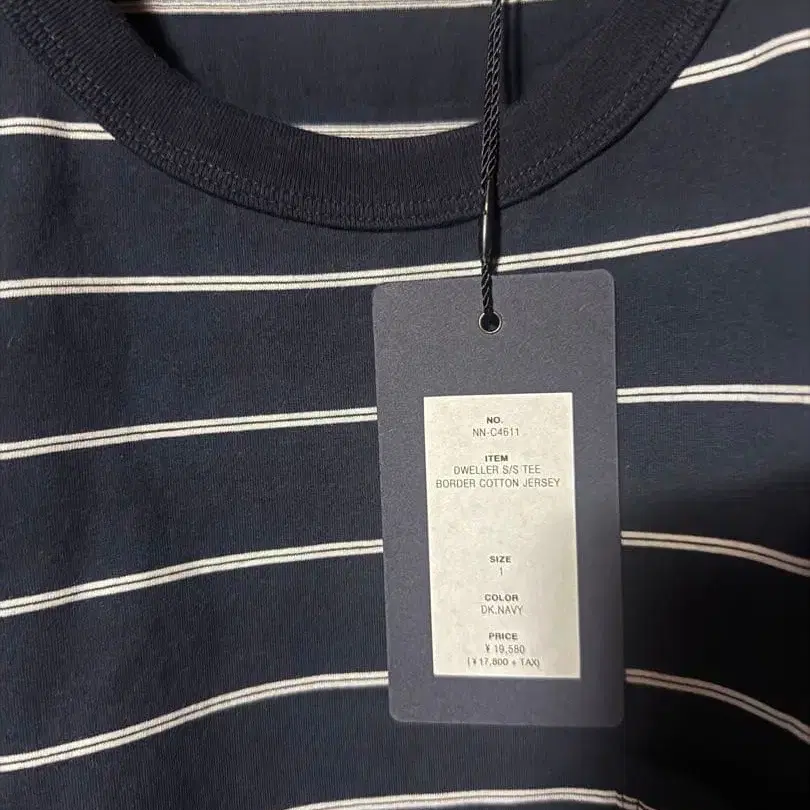 NO.
NN-C4611
ITEM
DWELLER S/S TEE
BORDER COTTON JERSEY
SIZE
1
COLOR
DK.NAVY
PRICE
¥ 19,580
(¥17,800 + TAX)